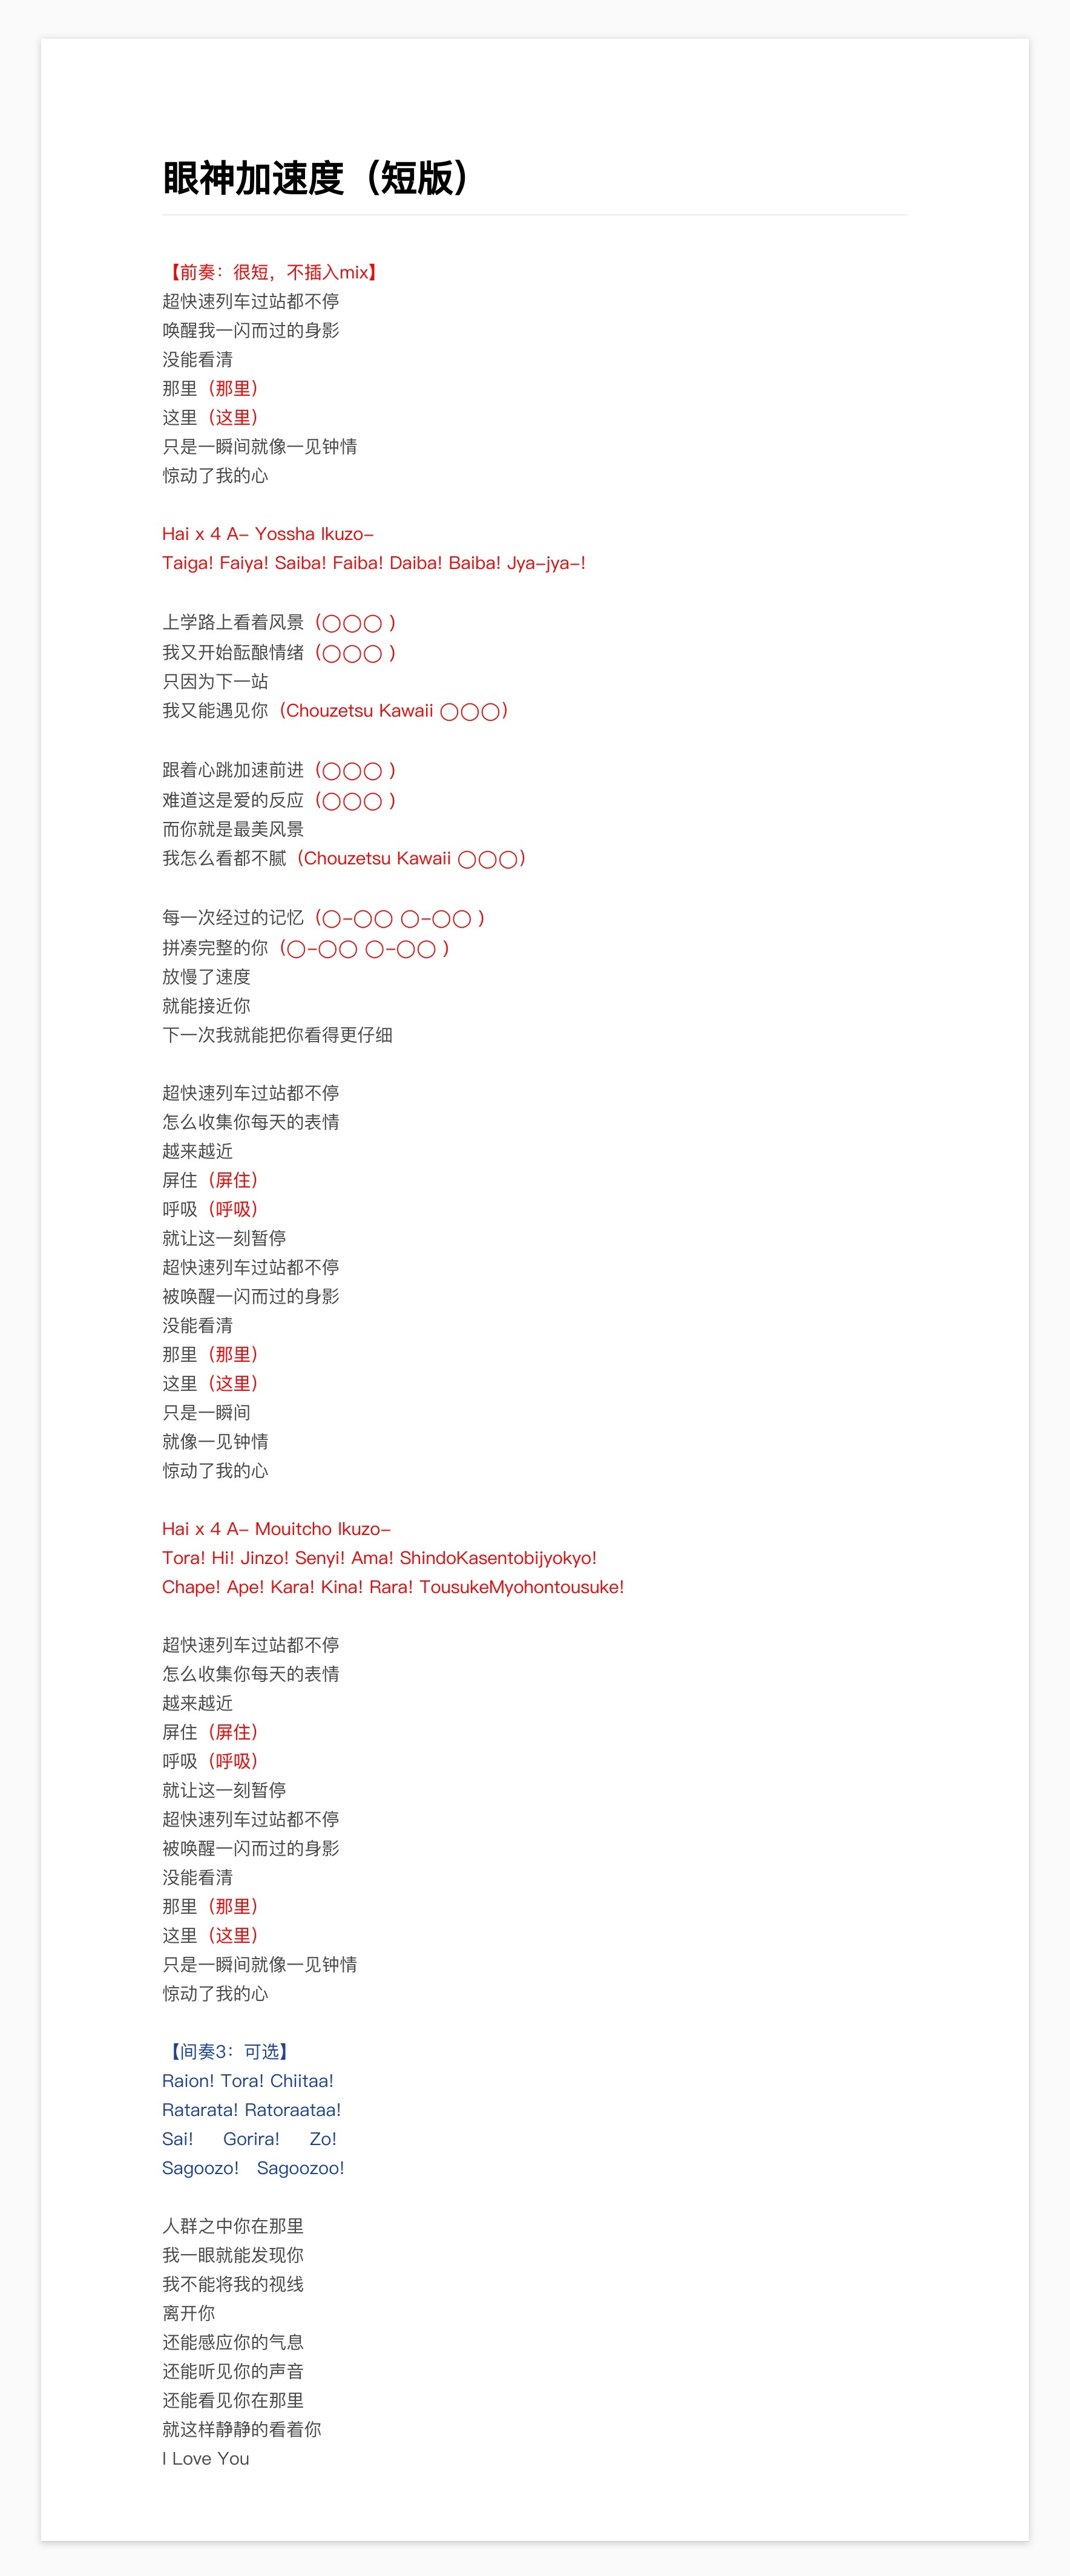 眼神加速度（短版）
【前奏：很短，不插入mix】
超快速列车过站都不停
唤醒我一闪而过的身影
没能看清
那里（那里）
这里（这里）
只是一瞬间就像一见钟情
惊动了我的心
Hai x 4 A- Yossha Ikuzo-
Taiga! Faiya! Saiba! Faiba! Daiba! Baiba! Jya-jya-!
上学路上看着风景（◯◯◯ ）
我又开始酝酿情绪（◯◯◯ ）
只因为下一站
我又能遇见你（Chouzetsu Kawaii ◯◯◯）
跟着心跳加速前进（◯◯◯ ）
难道这是爱的反应（◯◯◯ ）
而你就是最美风景
我怎么看都不腻（Chouzetsu Kawaii ◯◯◯）
每一次经过的记忆（◯-◯◯ ◯-◯◯ ）
拼凑完整的你（◯-◯◯ ◯-◯◯ ）
放慢了速度
就能接近你
下一次我就能把你看得更仔细
超快速列车过站都不停
怎么收集你每天的表情
越来越近
屏住（屏住）
呼吸（呼吸）
就让这一刻暂停
超快速列车过站都不停
被唤醒一闪而过的身影
没能看清
那里（那里）
这里（这里）
只是一瞬间
就像一见钟情
惊动了我的心
Hai x 4 A- Mouitcho Ikuzo-
Tora! Hi! Jinzo! Senyi! Ama! ShindoKasentobijyokyo!
Chape! Ape! Kara! Kina! Rara! TousukeMyohontousuke!
超快速列车过站都不停
怎么收集你每天的表情
越来越近
屏住（屏住）
呼吸（呼吸）
就让这一刻暂停
超快速列车过站都不停
被唤醒一闪而过的身影
没能看清
那里（那里）
这里（这里）
只是一瞬间就像一见钟情
惊动了我的心
【间奏3：可选】
Raion! Tora! Chiitaa!
Ratarata! Ratoraataa!
Sai! Gorira! Zo!
Sagoozo! Sagoozoo!
人群之中你在那里
我一眼就能发现你
我不能将我的视线
离开你
还能感应你的气息
还能听见你的声音
还能看见你在那里
就这样静静的看着你
I Love You